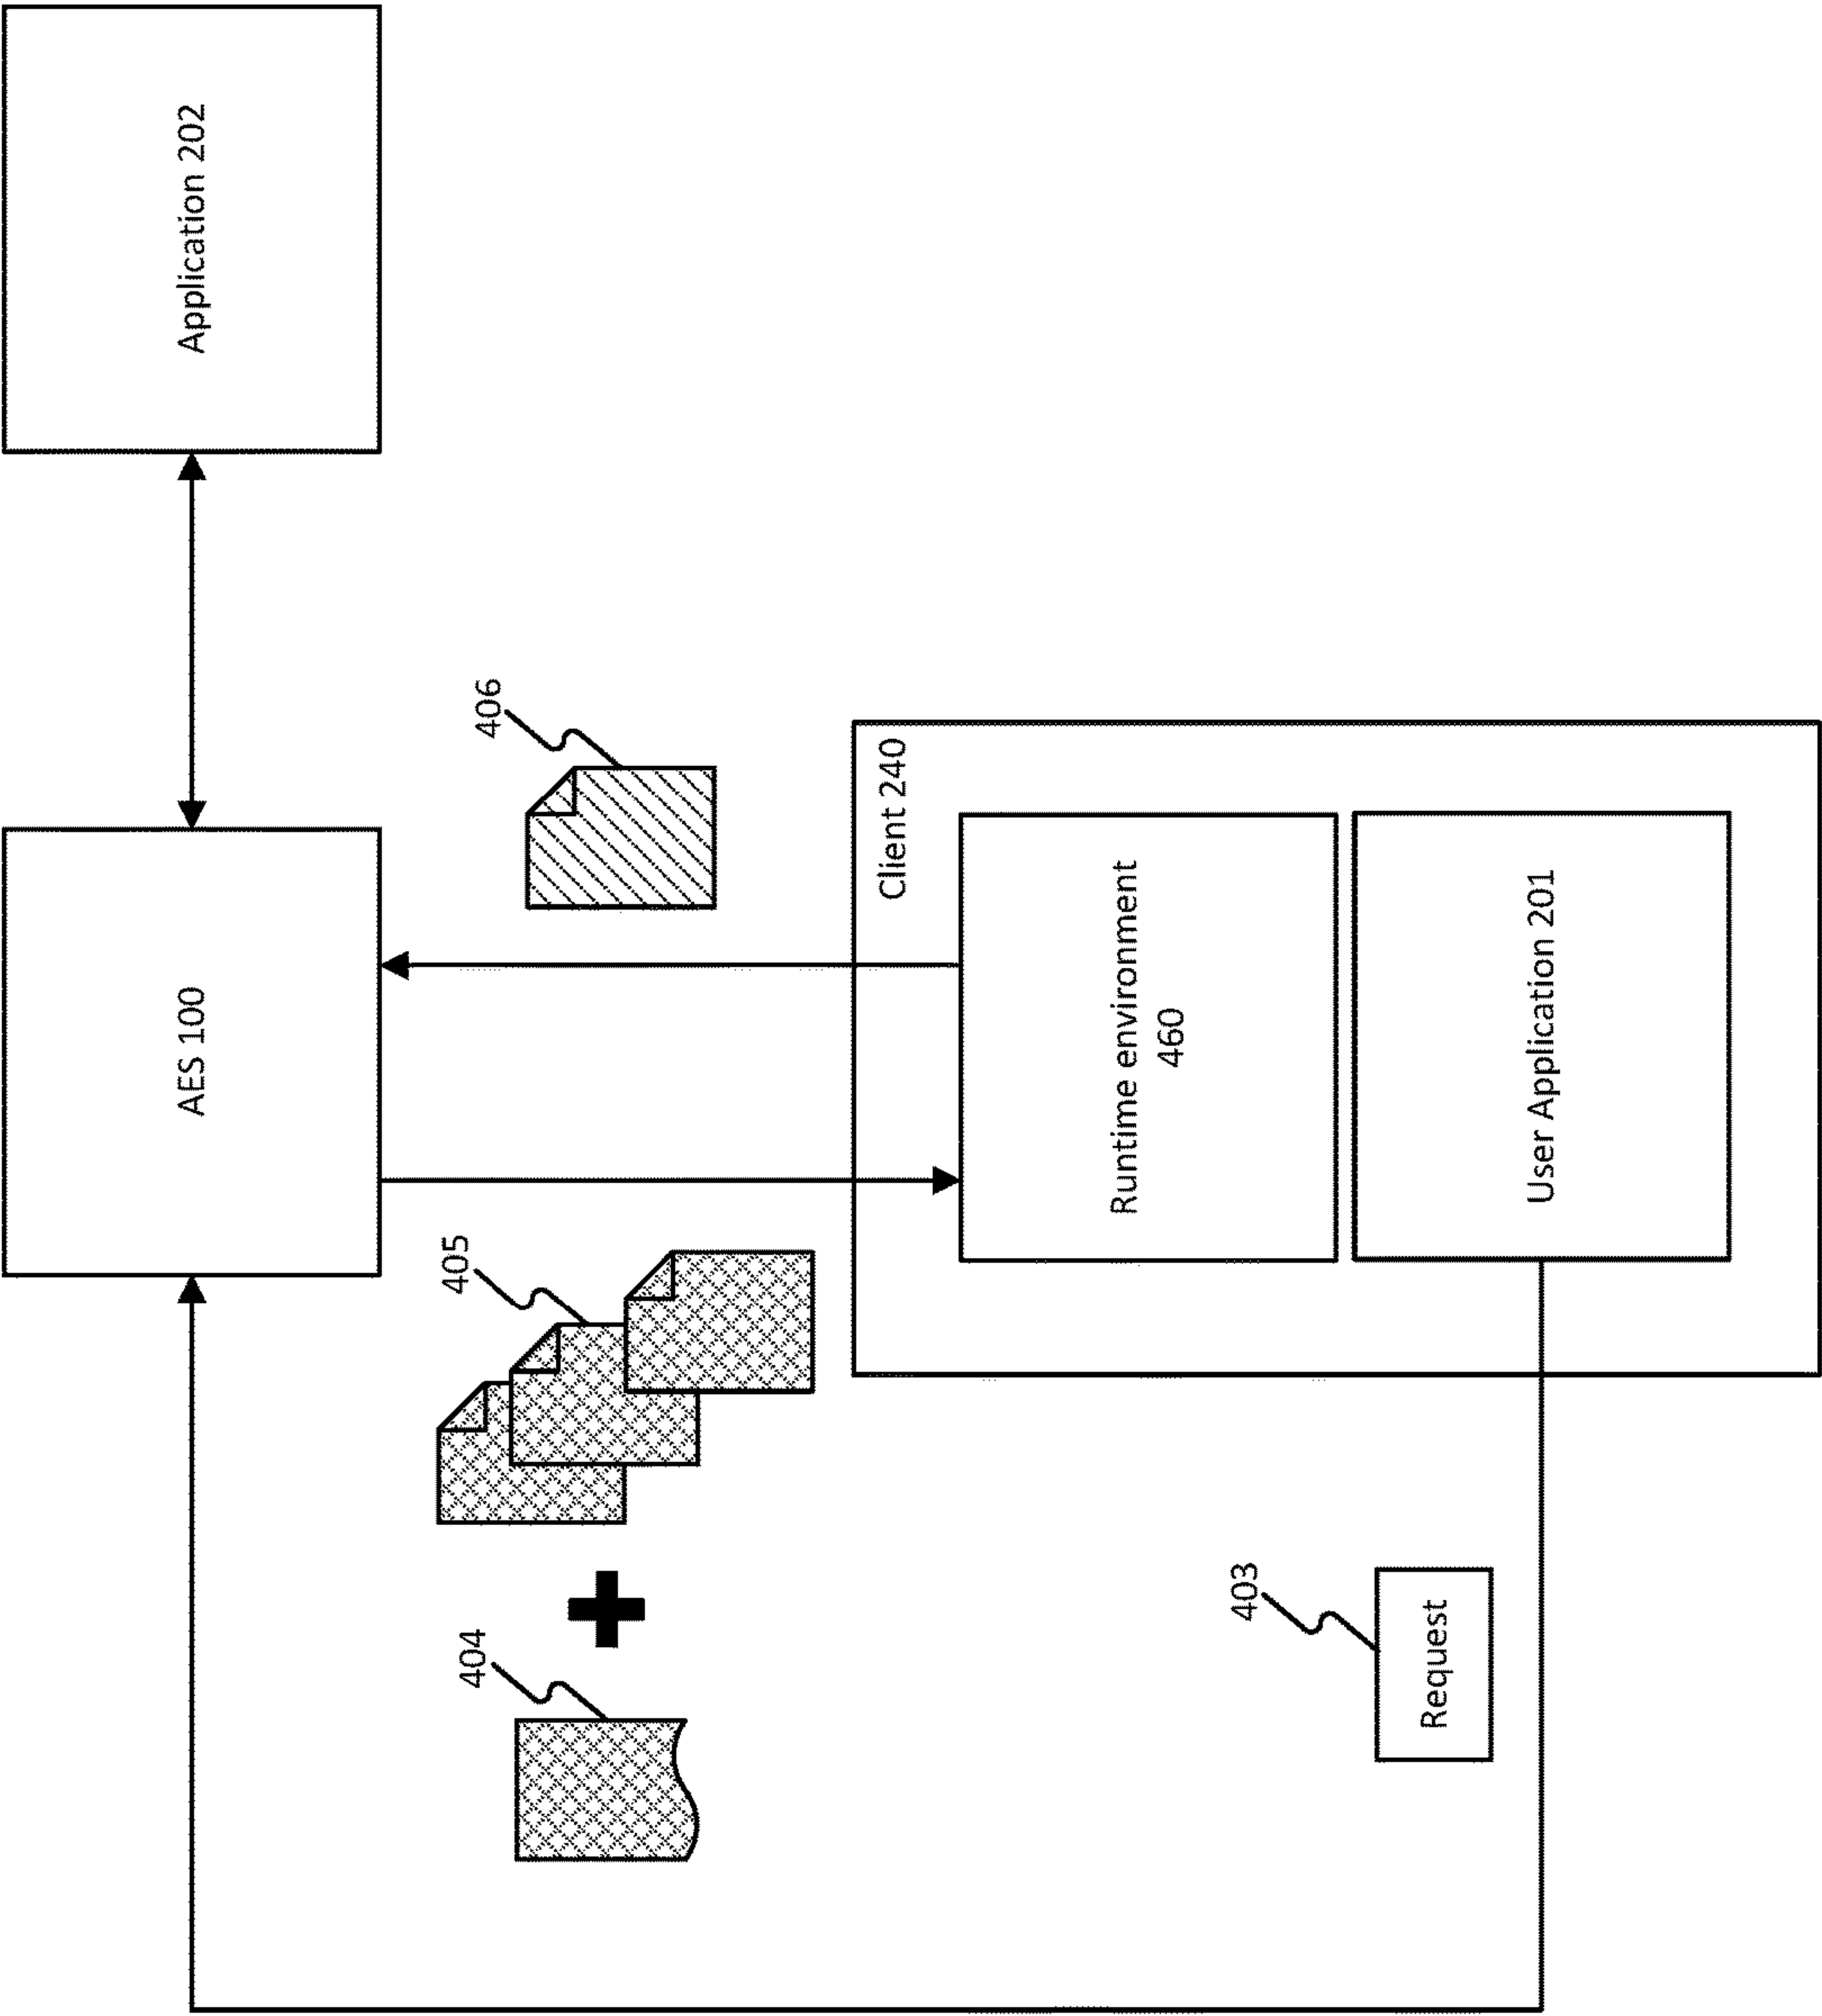 Application 202
AES 100
406
405
404
Client 240
Runtime environment
460
User Application 201
403
Request